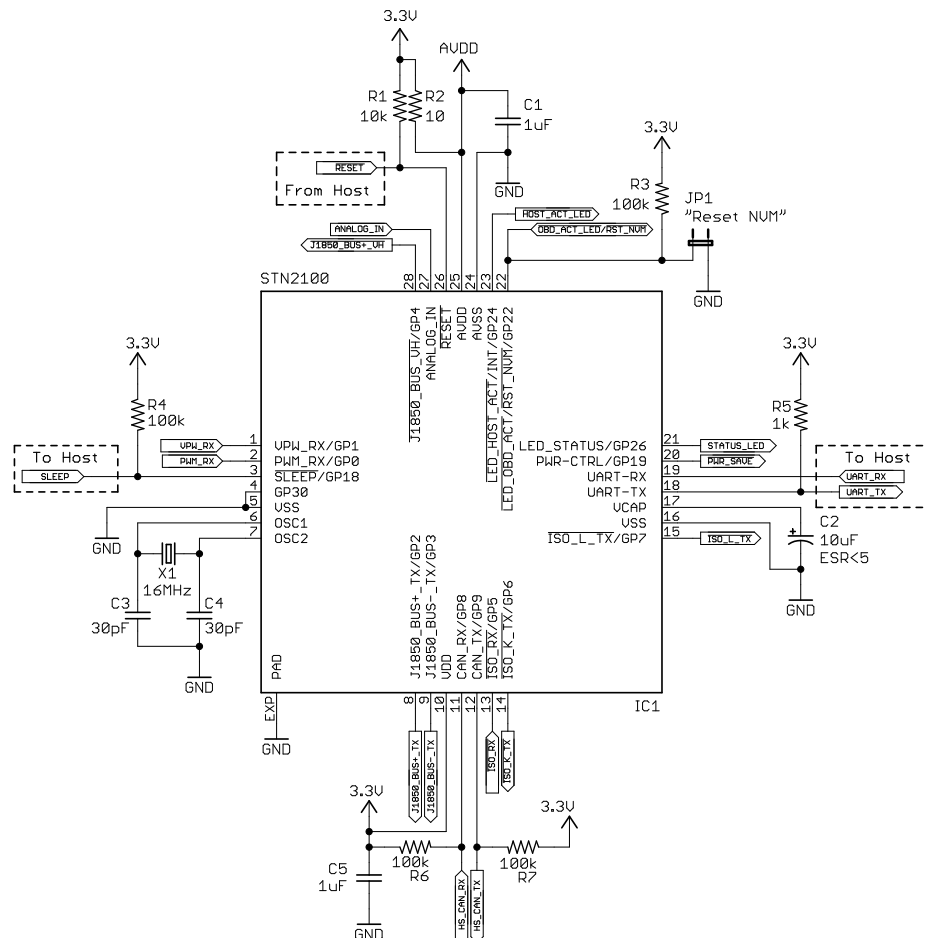 3.3V
AVDD
R1
10k
R2
10
C1
1uF
3.3V
RESET
From Host
GND
R3
100k
JP1
"Reset NVM"
HOST_ACT_LED
ANALOG_IN
OBD_ACT_LED/RST_NVM
J1850_BUS+_VH
GND
STN2100
28
27
26
25
24
23
22
J1850_BUS_VH/GP4
ANALOG_IN
RESET
AVDD
AVSS
LED_HOST_ACT/INT/GP24
LED_OBD_ACT/RST_NVM/GP22
3.3V
3.3V
R4
100k
R5
1k
To Host
SLEEP
VPW_RX
1
VPW_RX/GP1
PWM_RX
2
PWM_RX/GP0
3
SLEEP/GP18
4
GP30
5
VSS
6
OSC1
7
OSC2
LED_STATUS/GP26
21
STATUS_LED
PWR-CTRL/GP19
20
PWR_SAVE
To Host
UART-RX
19
UART_RX
UART-TX
18
UART_TX
VCAP
17
VSS
16
ISO_L_TX/GP7
15
ISO_L_TX
C2
10uF
ESR<5
GND
GND
X1
16MHz
C3
30pF
C4
30pF
GND
PAD
EXP
GND
J1850_BUS+_TX/GP2
J1850_BUS-_TX/GP3
VDD
CAN_RX/GP8
CAN_TX/GP9
ISO_RX/GP5
ISO_K_TX/GP6
8
9
10
11
12
13
14
IC1
J1850_BUS+_TX
J1850_BUS-_TX
ISO_RX
ISO_K_TX
3.3V
3.3V
100k
R6
100k
R7
C5
1uF
HS_CAN_RX
HS_CAN_TX
GND